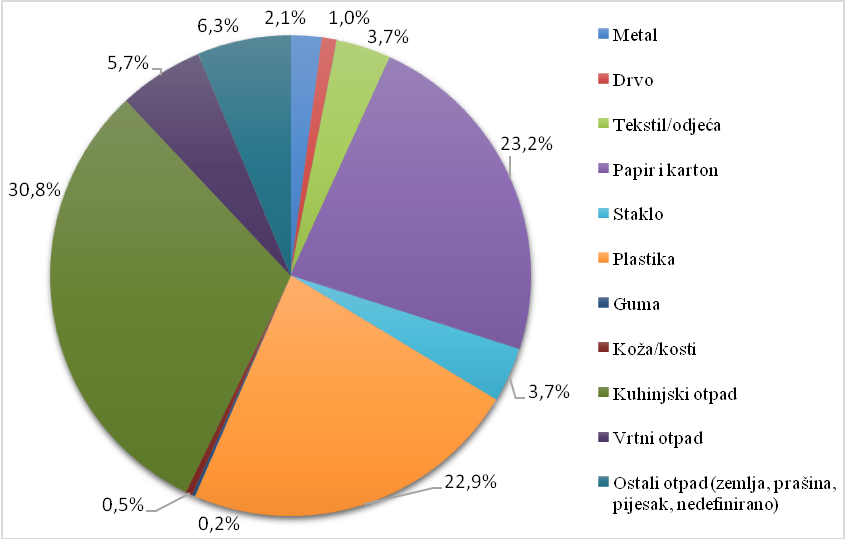 6,3%
2,1%
1,0%
3,7%
5,7%
23,2%
30,8%
3,7%
22,9%
0,5%
0,2%
Metal
Drvo
Tekstil/odjeća
Papir i karton
Staklo
Plastika
Guma
Koža/kosti
Kuhinjski otpad
Vrtni otpad
Ostali otpad (zemlja, prašina,
pijesak, nedefinirano)